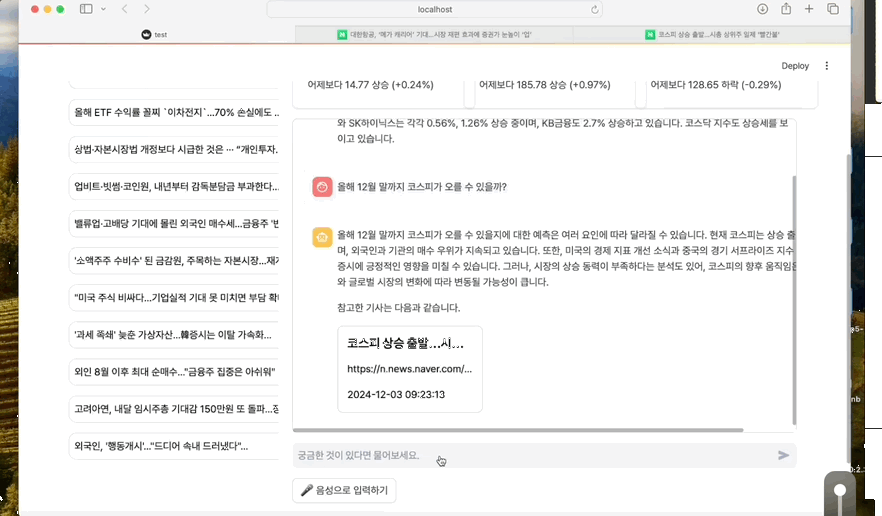 localhost
test
대한항공, '메가 캐리어' 기대…시장 재편 효과에 증권가 눈높이 '업'
코스피 상승 출발…시총 상위주 일제 '빨간불'
Deploy
어제보다 14.77 상승 (+0.24%)
어제보다 185.78 상승 (+0.97%)
어제보다 128.65 하락 (-0.29%)
올해 ETF 수익률 꼴찌 `이차전지`…70% 손실에도 ..
상법·자본시장법 개정보다 시급한 것은 … “개인투자.
업비트·빗썸·코인원, 내년부터 감독분담금 부과한다...
밸류업·고배당 기대에 몰린 외국인 매수세…금융주 '반
'소액주주 수비수' 된 금감원, 주목하는 자본시장…재계
“미국 주식 비싸다…기업실적 기대 못 미치면 부담 확
'과세 족쇄' 늦춘 가상자산…韓증시는 이탈 가속화...
외인 8월 이후 최대 순매수…"금융주 집중은 아쉬워"
고려아연, 내달 임시주총 기대감 150만원 또 돌파…장
외국인, '행동개시'…"드디어 속내 드러냈다"...
와 SK하이닉스는 각각 0.56%, 1.26% 상승 중이며, KB금융도 2.7% 상승하고 있습니다. 코스닥 지수도 상승세를 보
이고 있습니다.
올해 12월 말까지 코스피가 오를 수 있을까?
올해 12월 말까지 코스피가 오를 수 있을지에 대한 예측은 여러 요인에 따라 달라질 수 있습니다. 현재 코스피는 상승 출
며, 외국인과 기관의 매수 우위가 지속되고 있습니다. 또한, 미국의 경제 지표 개선 소식과 중국의 경기 서프라이즈 지수
증시에 긍정적인 영향을 미칠 수 있습니다. 그러나, 시장의 상승 동력이 부족하다는 분석도 있어, 코스피의 향후 움직임은
와 글로벌 시장의 변화에 따라 변동될 가능성이 큽니다.
참고한 기사는 다음과 같습니다.
코스피 상승 출발…시…
https://n.news.naver.com/...
2024-12-03 09:23:13
궁금한 것이 있다면 물어보세요.
음성으로 입력하기